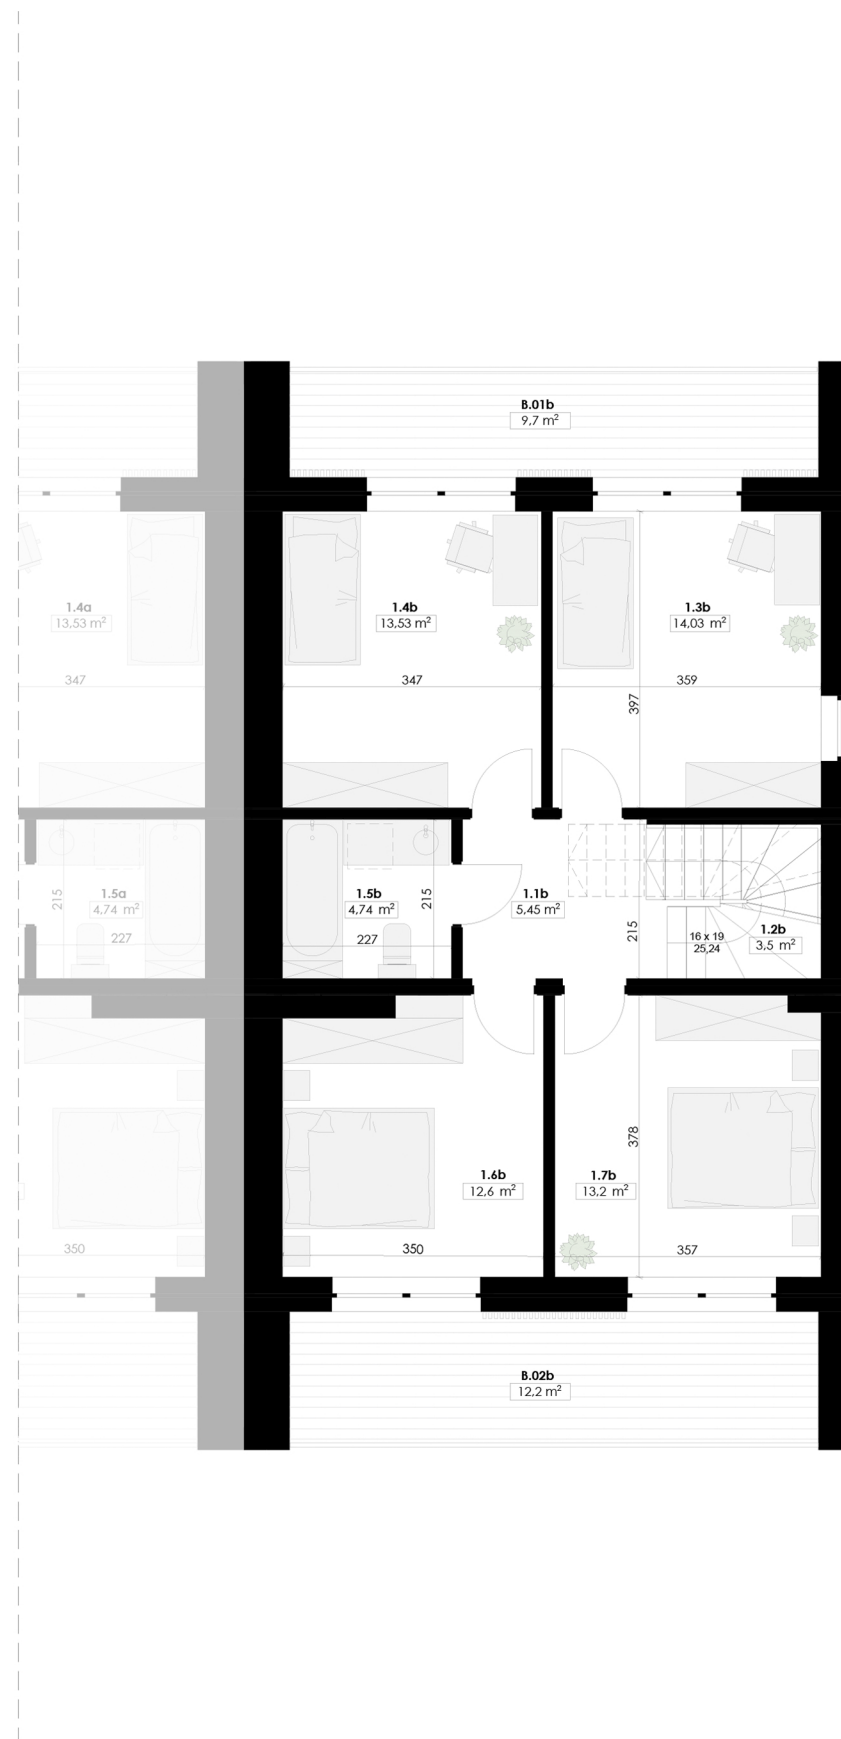 B.01b
9,7 m²
1.4a
13,53 m²
1.4b
13,53 m²
1.3b
14,03 m²
347
347
359
397
1.5a
4,74 m²
215
227
1.5b
4,74 m²
215
227
1.1b
5,45 m²
215
16 x 19
25,24
1.2b
3,5 m²
378
1.6b
12,6 m²
1.7b
13,2 m²
350
350
357
B.02b
12,2 m²